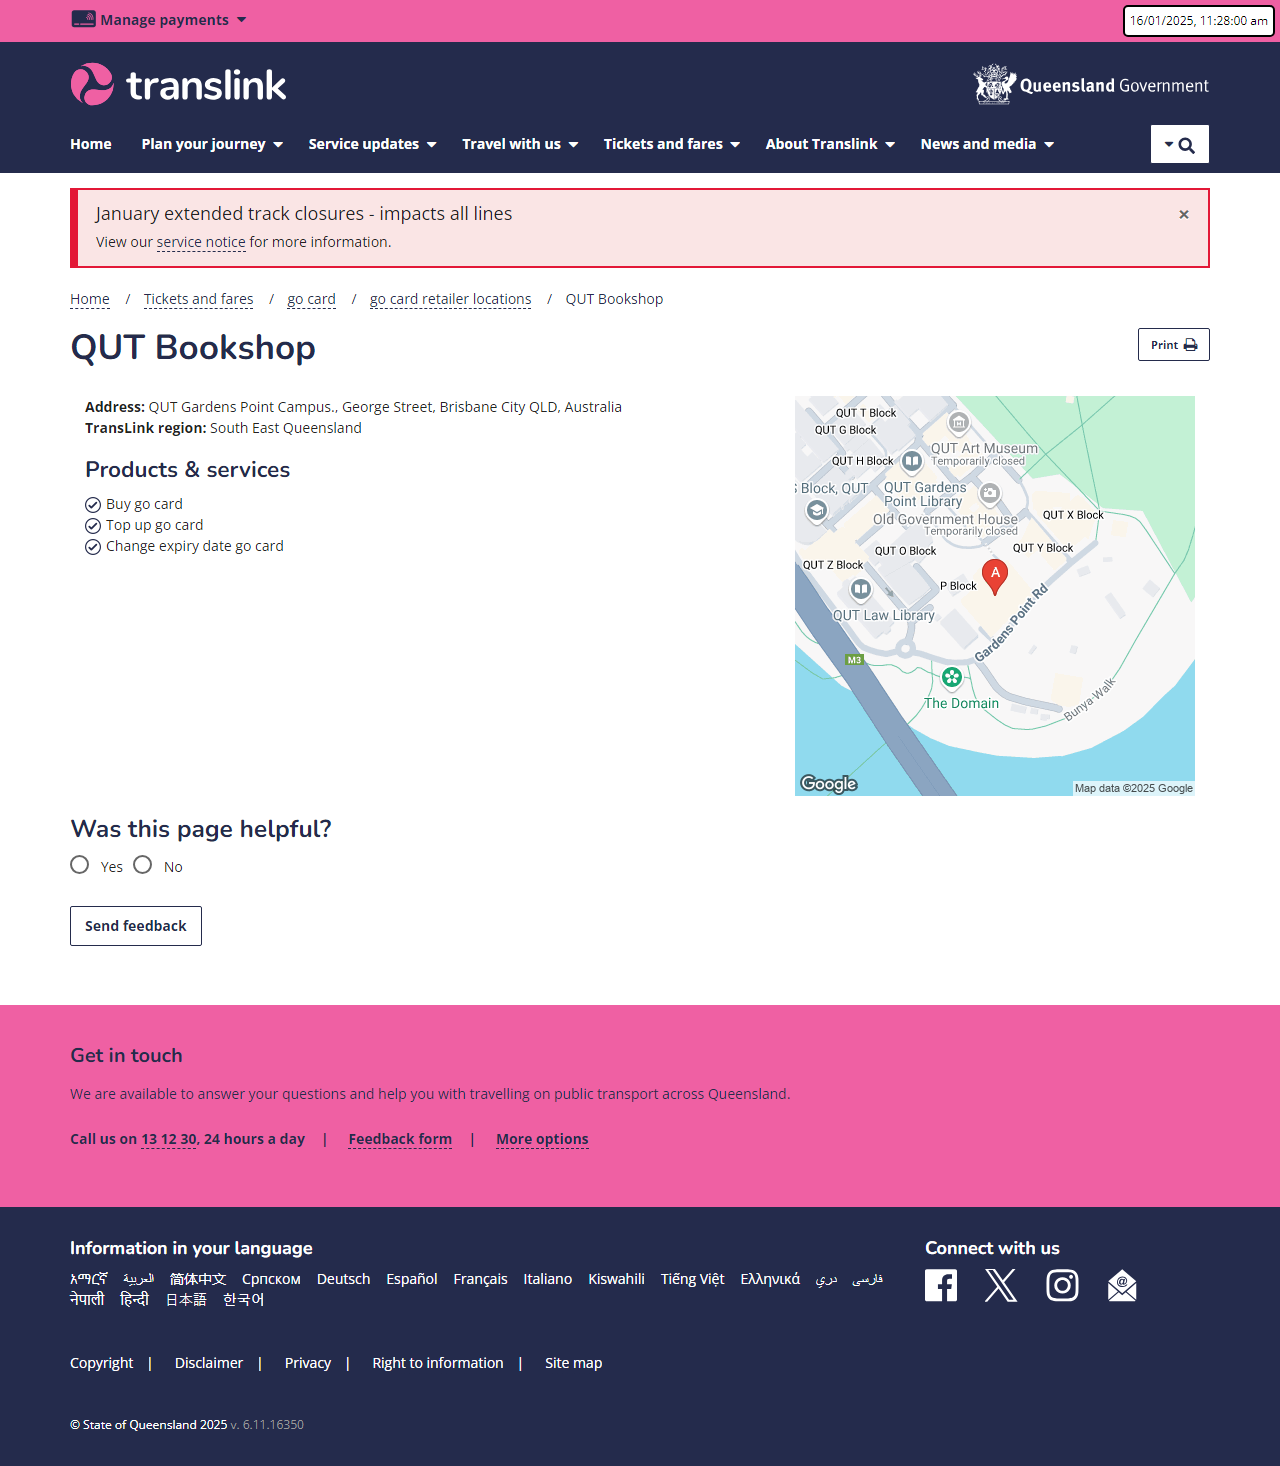 Manage payments
16/01/2025, 11:28:00 am
translink
Queensland Government
Home Plan your journey Service updates Travel with us Tickets and fares About Translink News and media
January extended track closures - impacts all lines
×
View our service notice for more information.
Home / Tickets and fares / go card / go card retailer locations / QUT Bookshop
QUT Bookshop
Print
Address: QUT Gardens Point Campus., George Street, Brisbane City QLD, Australia
TransLink region: South East Queensland
Products & services
Buy go card
Top up go card
Change expiry date go card
QUT T Block
QUT G Block
QUT Art Museum
Temporarily closed
QUT H Block
S Block, QUT
QUT Gardens
Point Library
QUT X Block
Old Government House
Temporarily closed
QUT O Block
QUT Y Block
QUT Z Block
A
P Block
QUT Law Library
Gardens Point Rd
M3
The Domain
Bunya Walk
Google
Map data ©2025 Google
Was this page helpful?
Yes No
Send feedback
Get in touch
We are available to answer your questions and help you with travelling on public transport across Queensland.
Call us on 13 12 30, 24 hours a day | Feedback form | More options
Information in your language
አማርኛ العربية 简体中文 Српском Deutsch Español Français Italiano Kiswahili Tiếng Việt Ελληνικά دري فارسی
नेपाली हिन्दी 日本語 한국어
Connect with us
Copyright | Disclaimer | Privacy | Right to information | Site map
© State of Queensland 2025 v. 6.11.16350